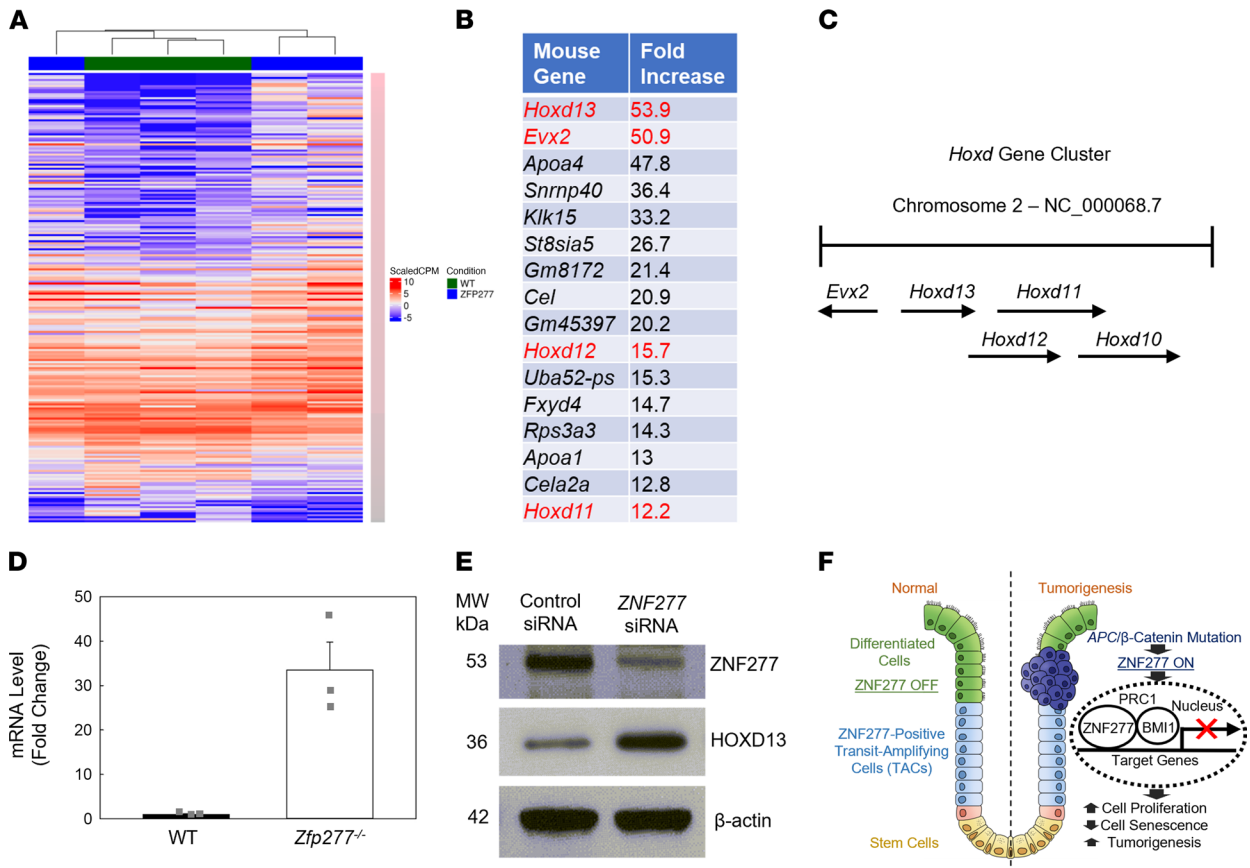 A
ScaledCPM
10
5
0
-5
Condition
WT
ZFP277
B
Mouse Gene
Fold Increase
Hoxd13 53.9
Evx2 50.9
Apoa4 47.8
Snrnp40 36.4
Klk15 33.2
St8sia5 26.7
Gm8172 21.4
Cel 20.9
Gm45397 20.2
Hoxd12 15.7
Uba52-ps 15.3
Fxyd4 14.7
Rps3a3 14.3
Apoa1 13
Cela2a 12.8
Hoxd11 12.2
C
Hoxd Gene Cluster
Chromosome 2 – NC_000068.7
Evx2 Hoxd13 Hoxd11
Hoxd12 Hoxd10
D
mRNA Level
(Fold Change)
50
40
30
20
10
0
WT Zfp277-/-
E
MW
kDa
Control
siRNA
ZNF277
siRNA
53 ZNF277
36 HOXD13
42 β-actin
F
Normal
Tumorigenesis
Differentiated
Cells
ZNF277 OFF
ZNF277-Positive
Transit-Amplifying
Cells (TACs)
Stem Cells
APC/β-Catenin Mutation
ZNF277 ON
PRC1
Nucleus
ZNF277
BMI1
Target Genes
Cell Proliferation
Cell Senescence
Tumorigenesis